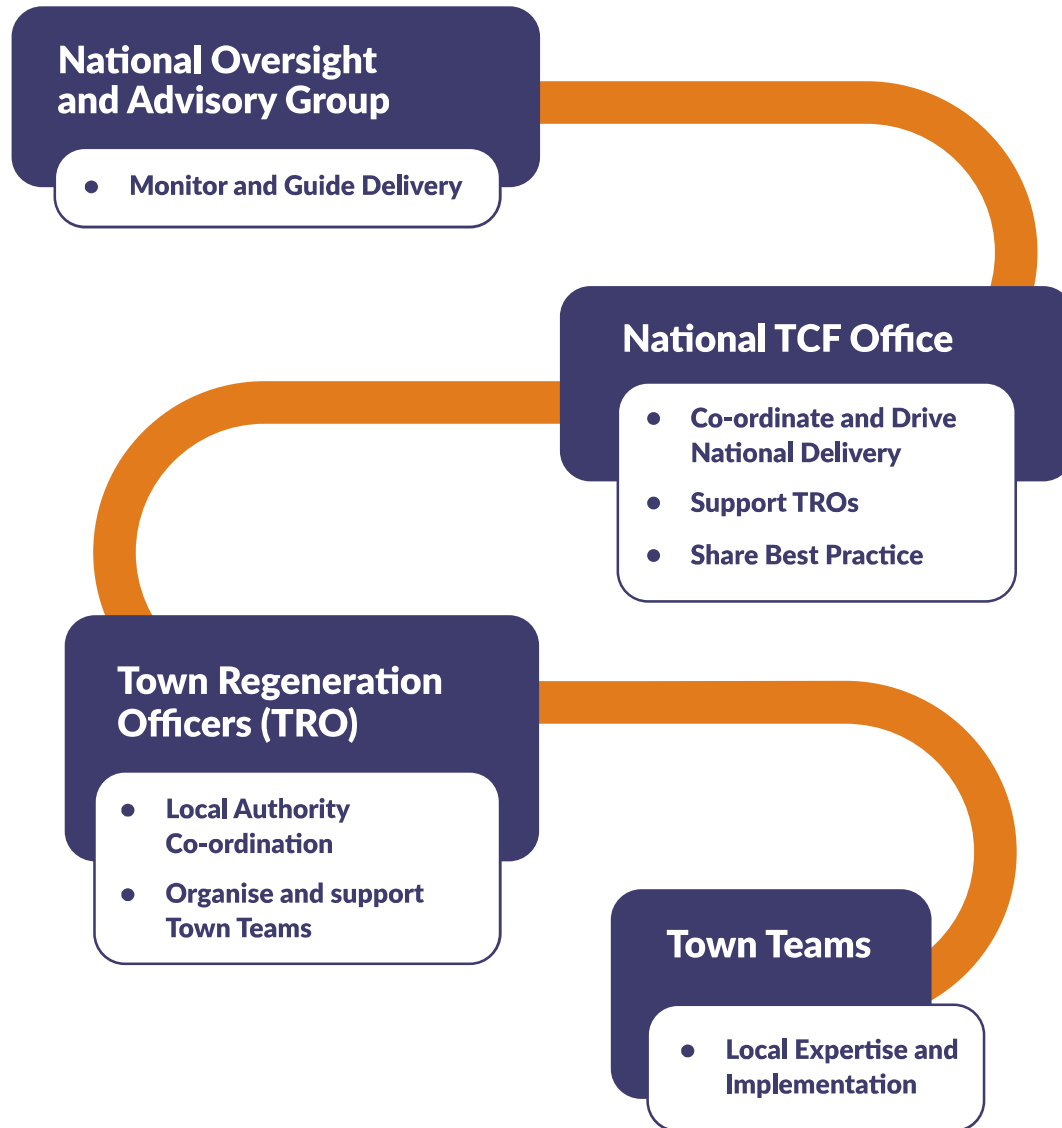 National Oversight
and Advisory Group
● Monitor and Guide Delivery
National TCF Office
● Co-ordinate and Drive
National Delivery
● Support TROs
● Share Best Practice
Town Regeneration
Officers (TRO)
● Local Authority
Co-ordination
● Organise and support
Town Teams
Town Teams
● Local Expertise and
Implementation